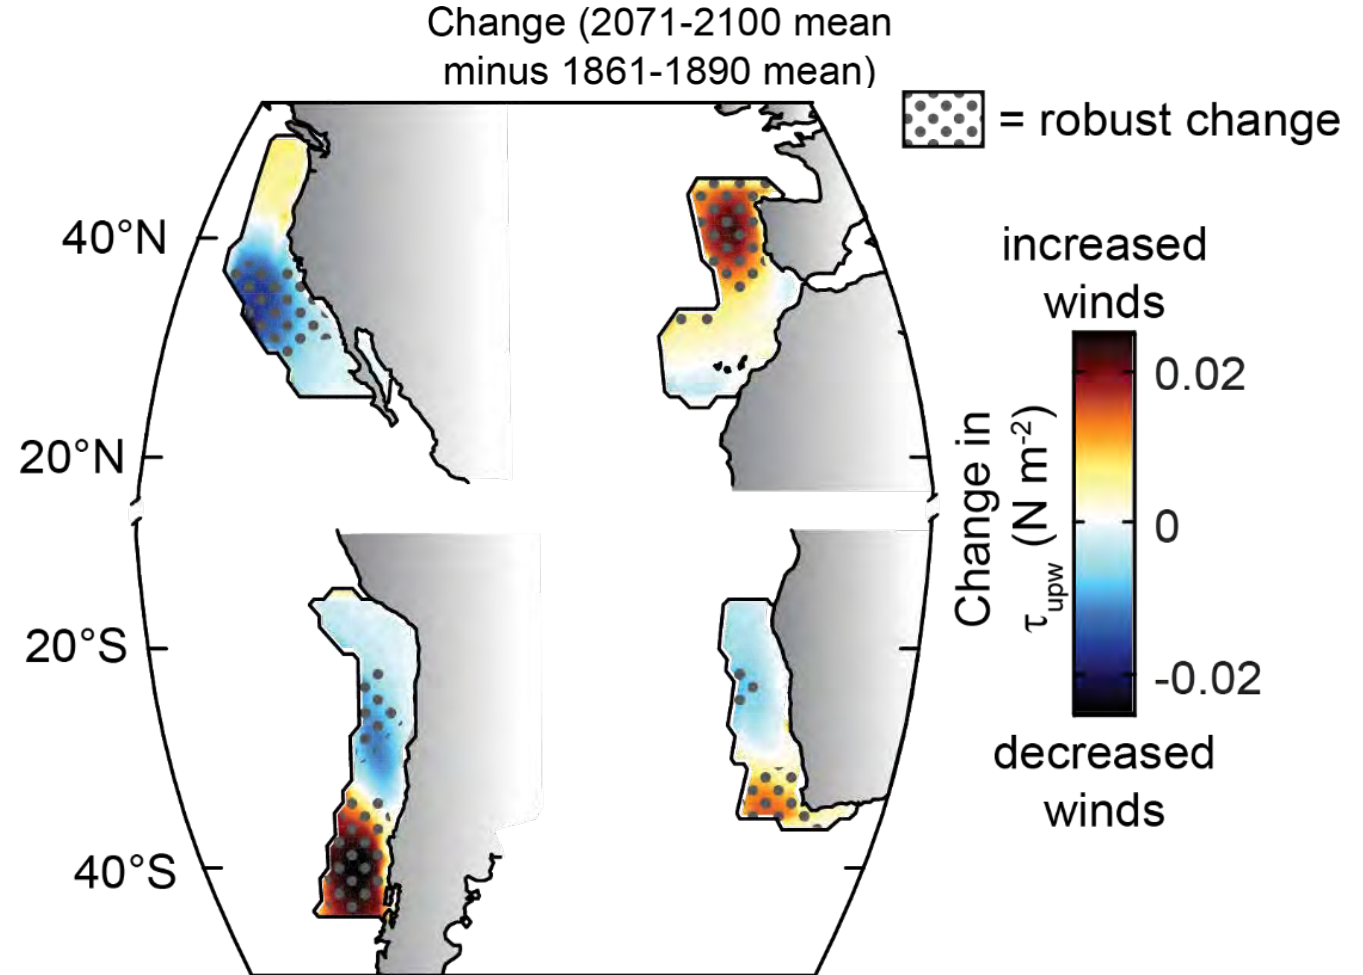 Change (2071-2100 mean
minus 1861-1890 mean)
= robust change
40°N
20°N
20°S
40°S
increased
winds
0.02
0
-0.02
Change in
τupw (N m-2)
decreased
winds